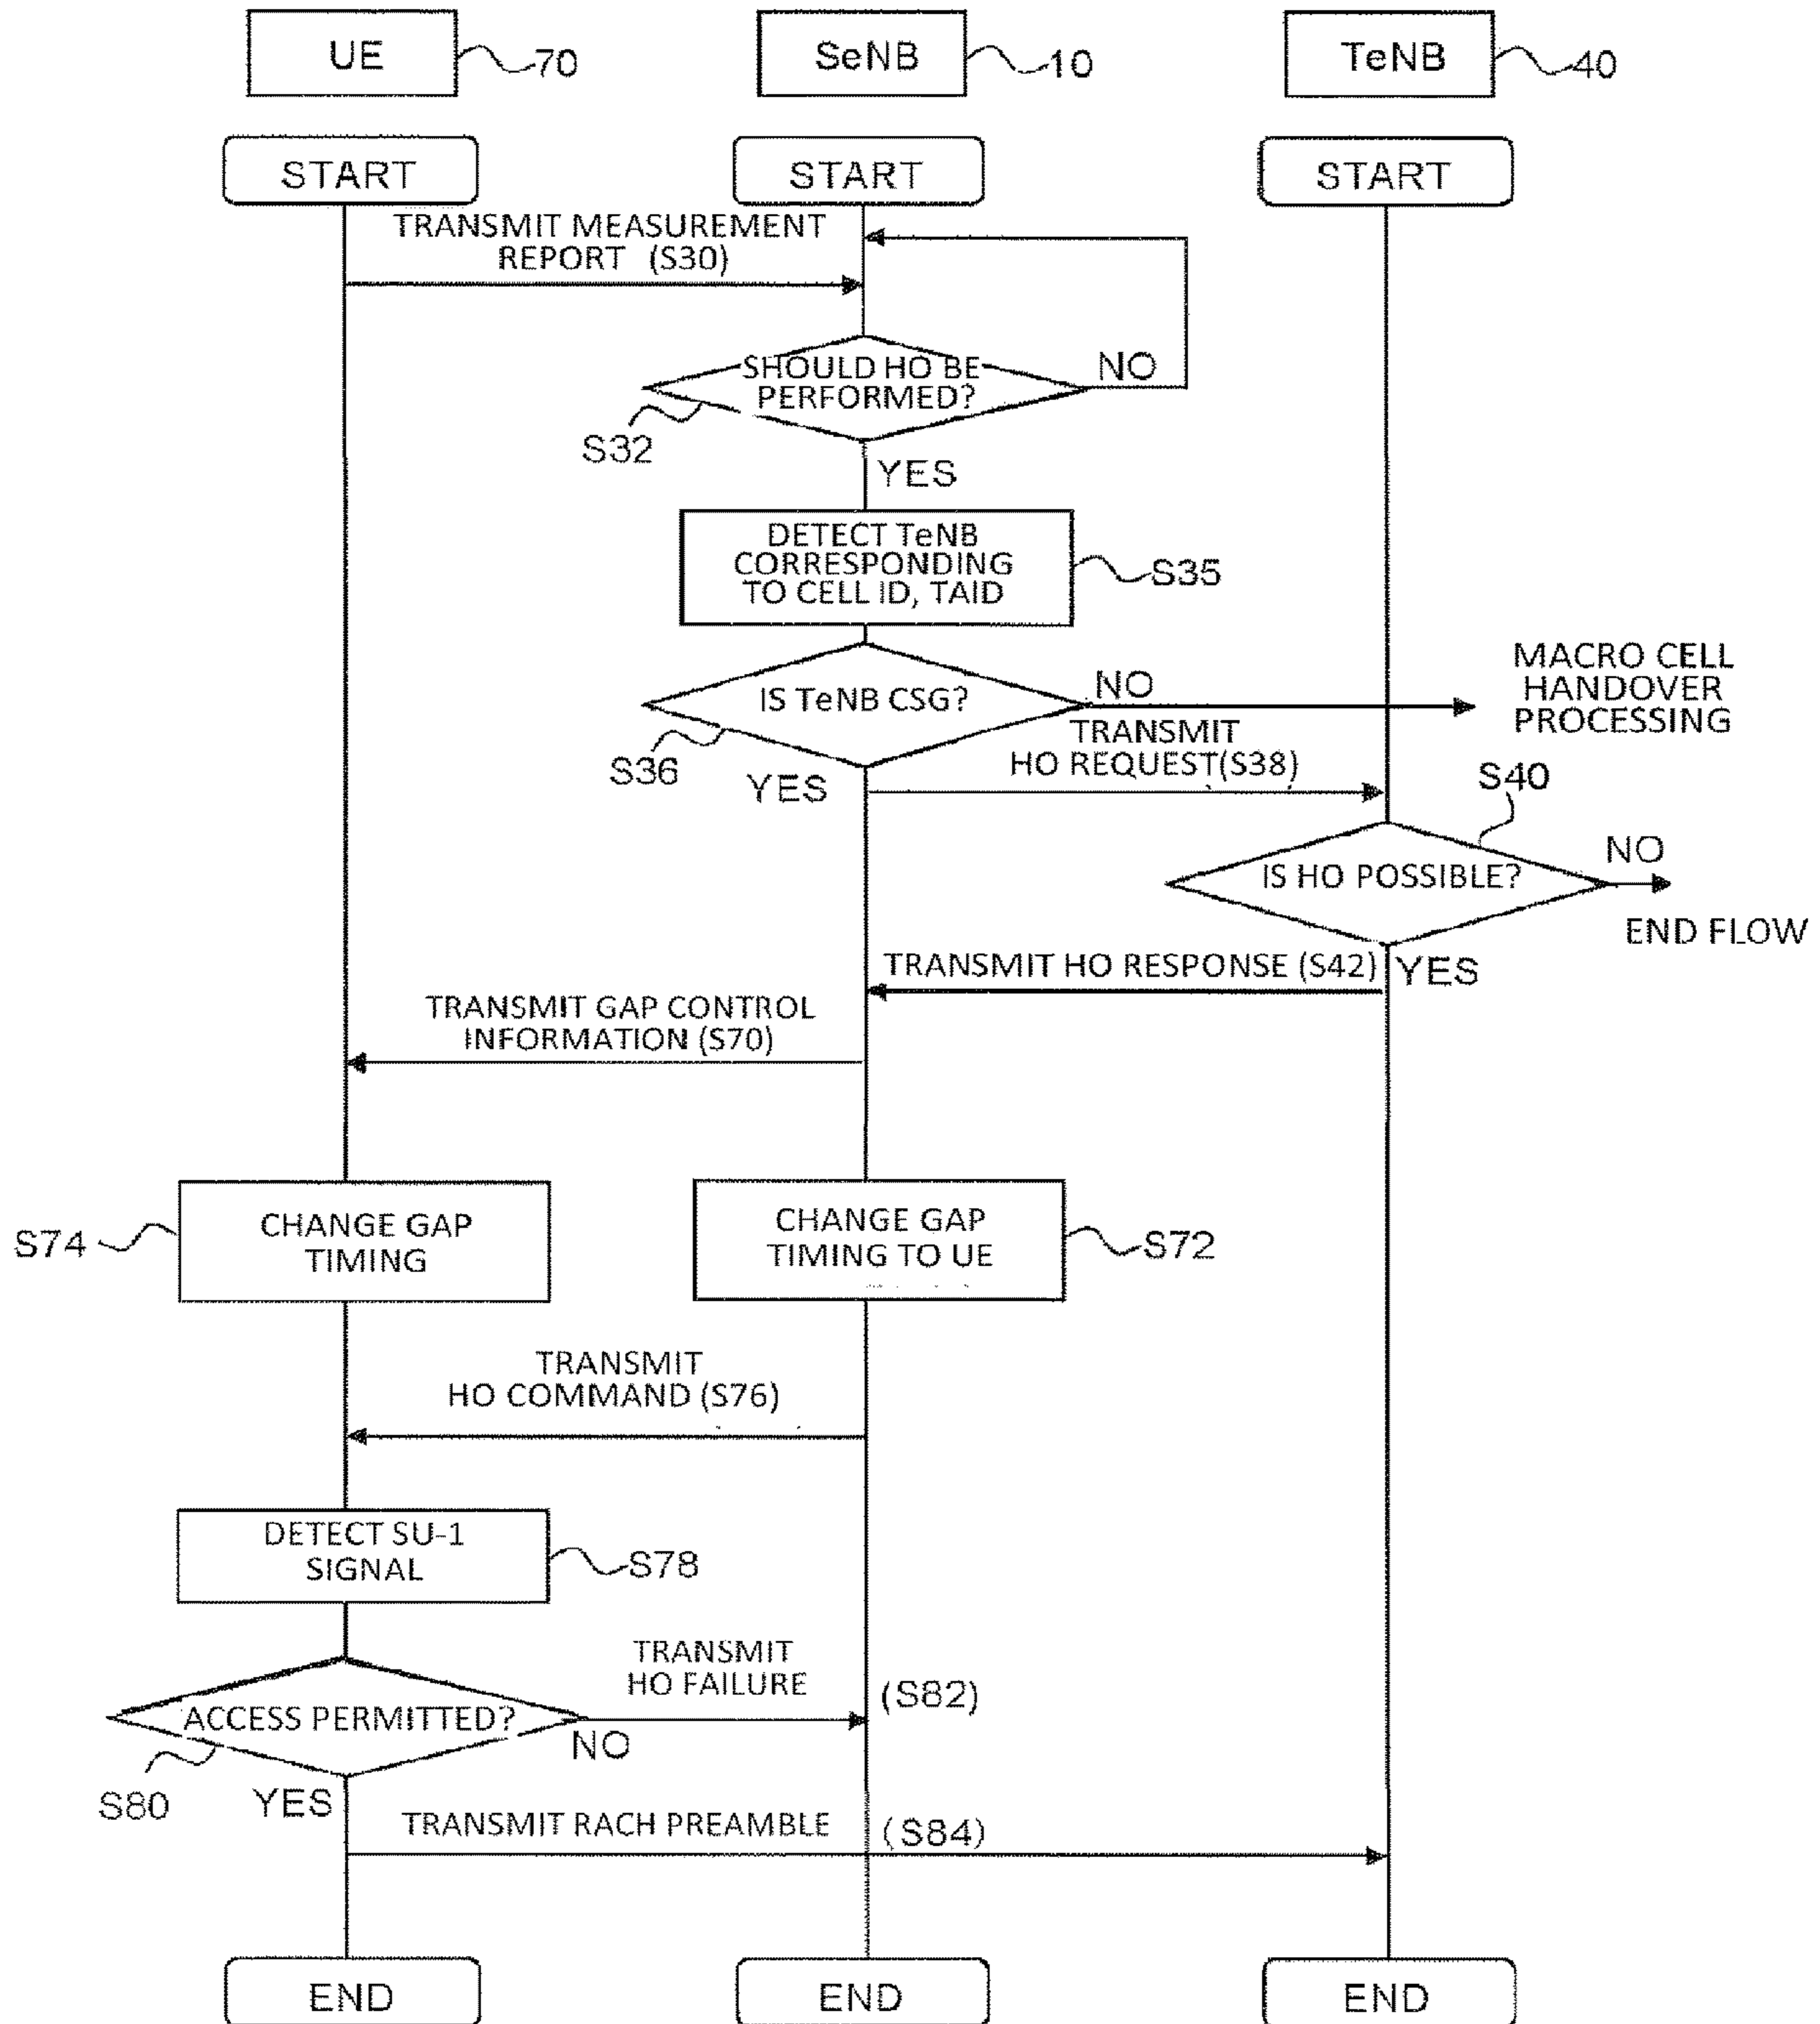 UE
70
SeNB
10
TeNB
40
START
START
START
TRANSMIT MEASUREMENT
REPORT (S30)
SHOULD HO BE
PERFORMED?
NO
S32
YES
DETECT TeNB
CORRESPONDING
TO CELL ID, TAID
S35
IS TeNB CSG?
NO
MACRO CELL
HANDOVER
PROCESSING
S36
YES
TRANSMIT
HO REQUEST(S38)
S40
IS HO POSSIBLE?
NO
END FLOW
TRANSMIT HO RESPONSE (S42)
YES
TRANSMIT GAP CONTROL
INFORMATION (S70)
S74
CHANGE GAP
TIMING
CHANGE GAP
TIMING TO UE
S72
TRANSMIT
HO COMMAND (S76)
DETECT SU-1
SIGNAL
S78
TRANSMIT
HO FAILURE
(S82)
ACCESS PERMITTED?
NO
S80
YES
TRANSMIT RACH PREAMBLE
(S84)
END
END
END